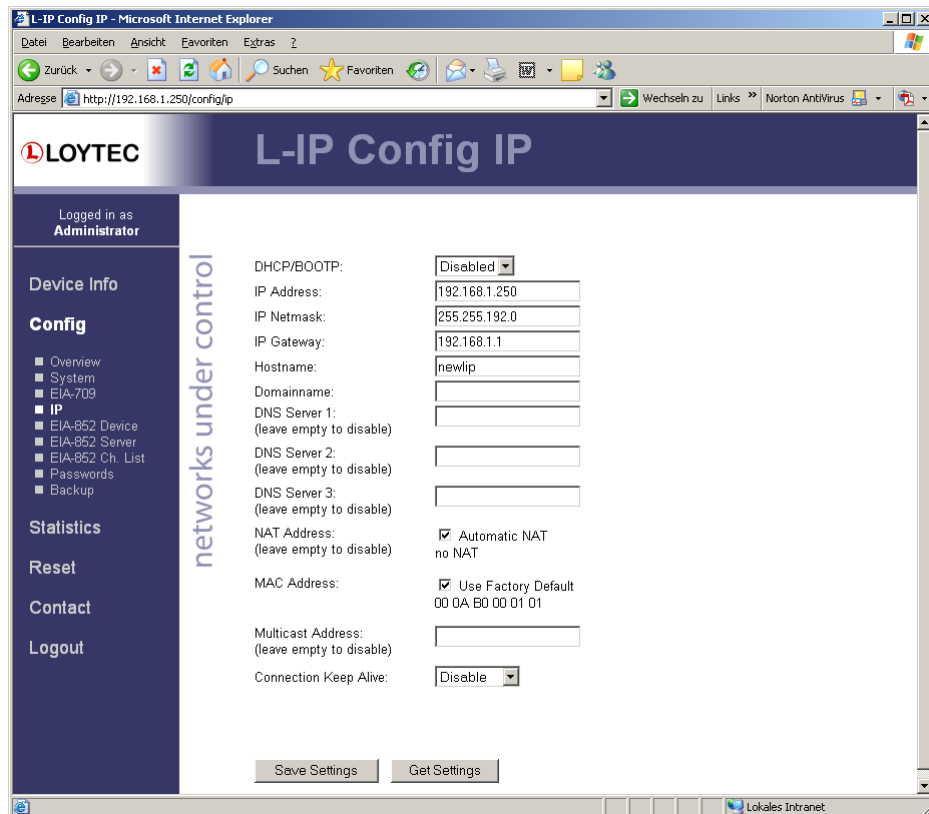 L-IP Config IP - Microsoft Internet Explorer
Datei Bearbeiten Ansicht Favoriten Extras ?
Zurück Suchen Favoriten
Adresse http://192.168.1.250/config/ip Wechseln zu Links » Norton AntiVirus
LOYTEC
L-IP Config IP
Logged in as
Administrator
Device Info
Config
Overview
System
EIA-709
IP
EIA-852 Device
EIA-852 Server
EIA-852 Ch. List
Passwords
Backup
Statistics
Reset
Contact
Logout
networks under control
DHCP/BOOTP: Disabled
IP Address: 192.168.1.250
IP Netmask: 255.255.192.0
IP Gateway: 192.168.1.1
Hostname: newlip
Domainname:
DNS Server 1:
(leave empty to disable)
DNS Server 2:
(leave empty to disable)
DNS Server 3:
(leave empty to disable)
NAT Address: Automatic NAT
(leave empty to disable) no NAT
MAC Address: Use Factory Default
00 0A B0 00 01 01
Multicast Address:
(leave empty to disable)
Connection Keep Alive: Disable
Save Settings Get Settings
Lokales Intranet